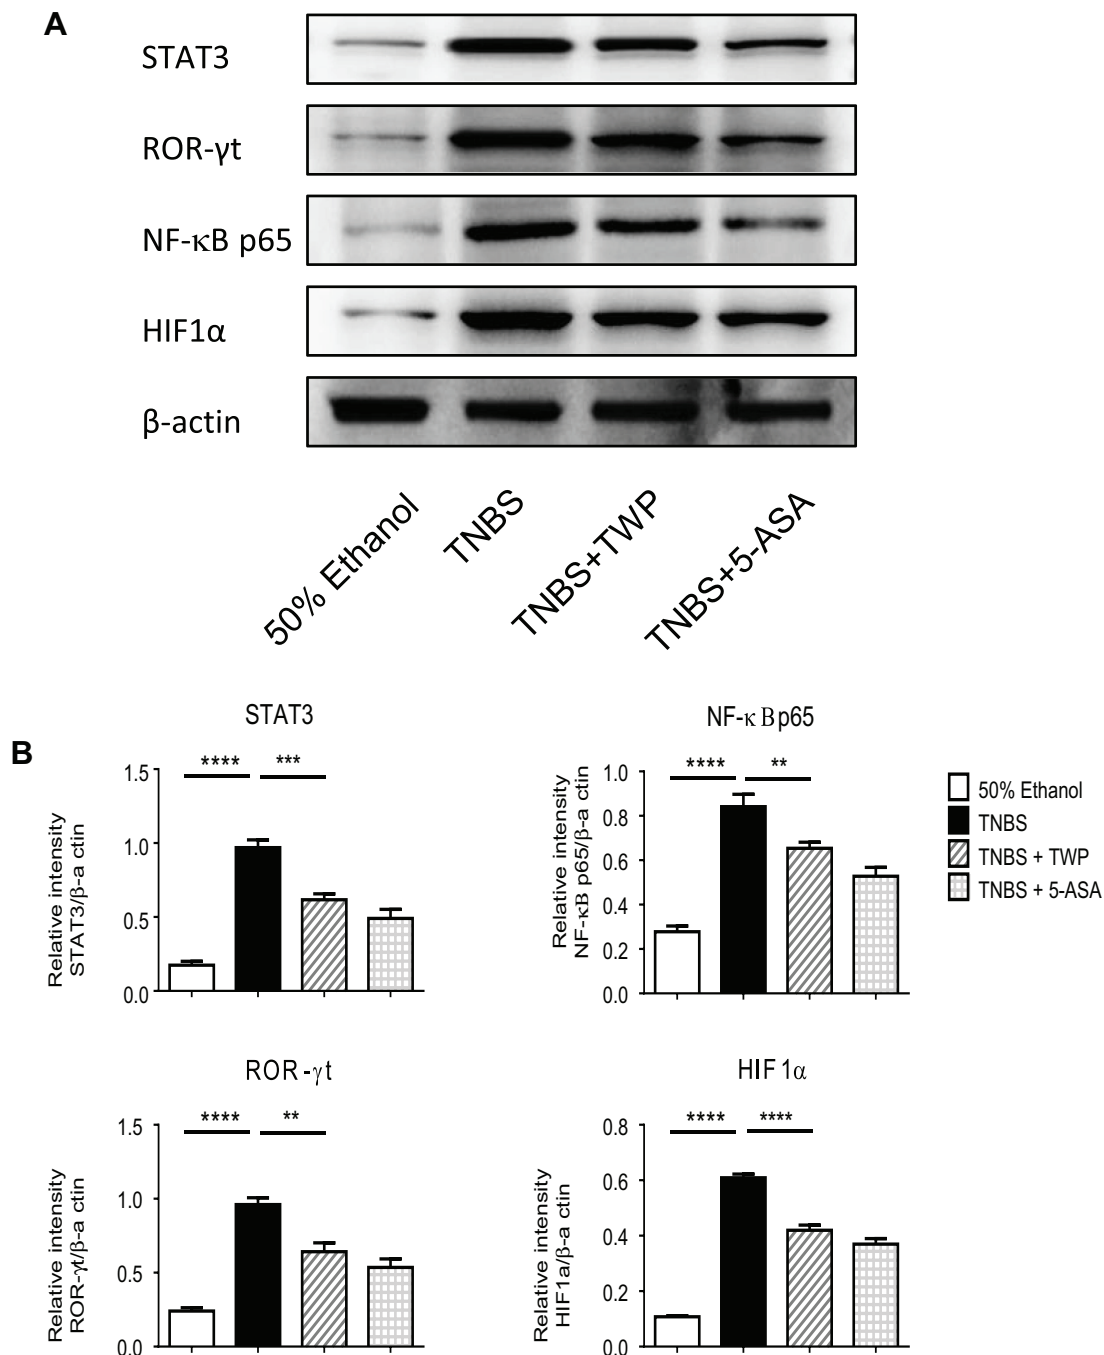 A
STAT3
ROR-γt
NF-κB p65
HIF1α
β-actin
50% Ethanol
TNBS
TNBS+TWP
TNBS+5-ASA
B
STAT3
**** ***
Relative intensity
STAT3/β-a ctin
1.5
1.0
0.5
0.0
NF-κ Bp65
**** **
Relative intensity
NF-κB p65/β-a ctin
1.0
0.8
0.6
0.4
0.2
0.0
50% Ethanol
TNBS
TNBS + TWP
TNBS + 5-ASA
ROR-γt
**** **
Relative intensity
ROR-γt/β-a ctin
1.5
1.0
0.5
0.0
HIF 1α
**** ****
Relative intensity
HIF1a/β-a ctin
0.8
0.6
0.4
0.2
0.0